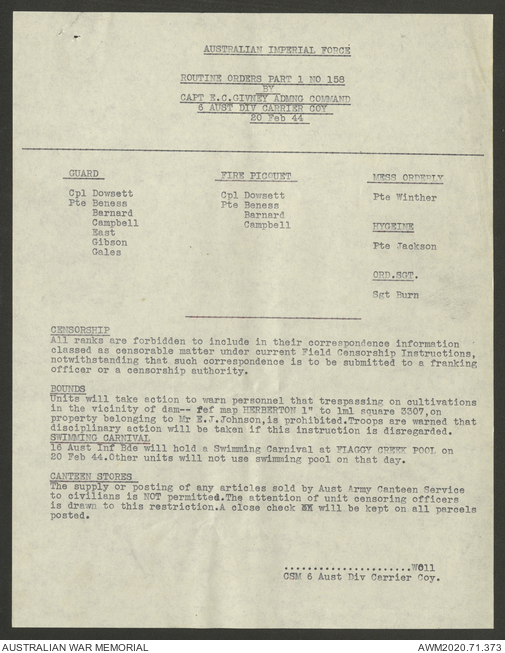 AUSTRALIAN IMPERIAL FORCE
ROUTINE ORDERS PART 1 NO 158
BY
CAPT E.C.GIVNEY ADMNG COMMAND
6 AUST DIV CARRIER COY
20 Feb 44
GUARD
Cpl Dowsett
Pte Beness
Barnard
Campbell
East
Gibson
Gales
FIRE PICQUET
Cpl Dowsett
Pte Beness
Barnard
Campbell
MESS ORDERLY
Pte Winther
HYGEINE
Pte Jackson
ORD.SGT.
Sgt Burn
CENSORSHIP
All ranks are forbidden to include in their correspondence information
classed as censorable matter under current Field Censorship Instructions,
notwithstanding that such correspondence is to be submitted to a franking
officer or a censorship authority.
BOUNDS
Units will take action to warn personnel that trespassing on cultivations
in the vicinity of dam-- ref map HERBERTON 1" to 1ml square 3307,on
property belonging to Mr E.J.Johnson,is prohibited.Troops are warned that
disciplinary action will be taken if this instruction is disregarded.
SWIMMING CARNIVAL
16 Aust Inf Bde will hold a Swimming Carnival at FLAGGY CREEK POOL on
20 Feb 44.Other units will not use swimming pool on that day.
CANTEEN STORES
The supply or posting of any articles sold by Aust Army Canteen Service
to civilians is NOT permitted.The attention of unit censoring officers
is drawn to this restriction.A close check will be kept on all parcels
posted.
......................WOll
CSM 6 Aust Div Carrier Coy.
AUSTRALIAN WAR MEMORIAL
AWM2020.71.373